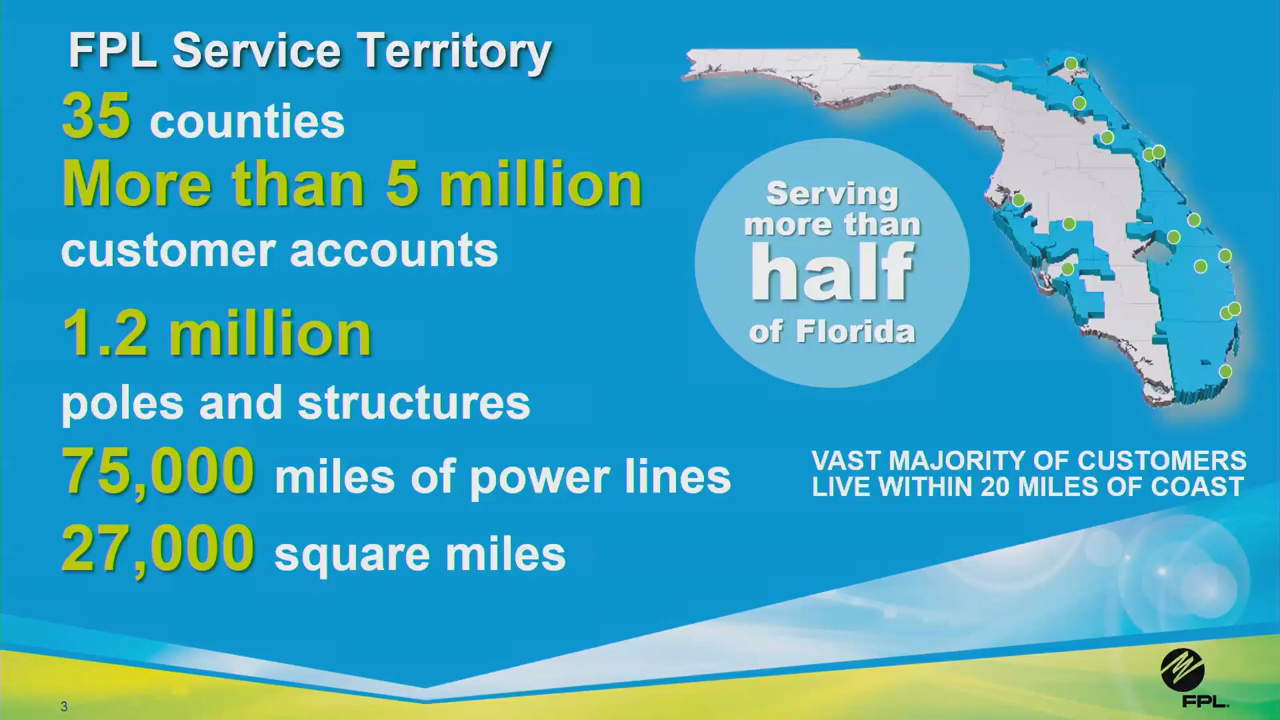 FPL Service Territory
35 counties
More than 5 million
customer accounts
1.2 million
poles and structures
75,000 miles of power lines
27,000 square miles
Serving
more than
half
of Florida
VAST MAJORITY OF CUSTOMERS
LIVE WITHIN 20 MILES OF COAST
3
FPL.